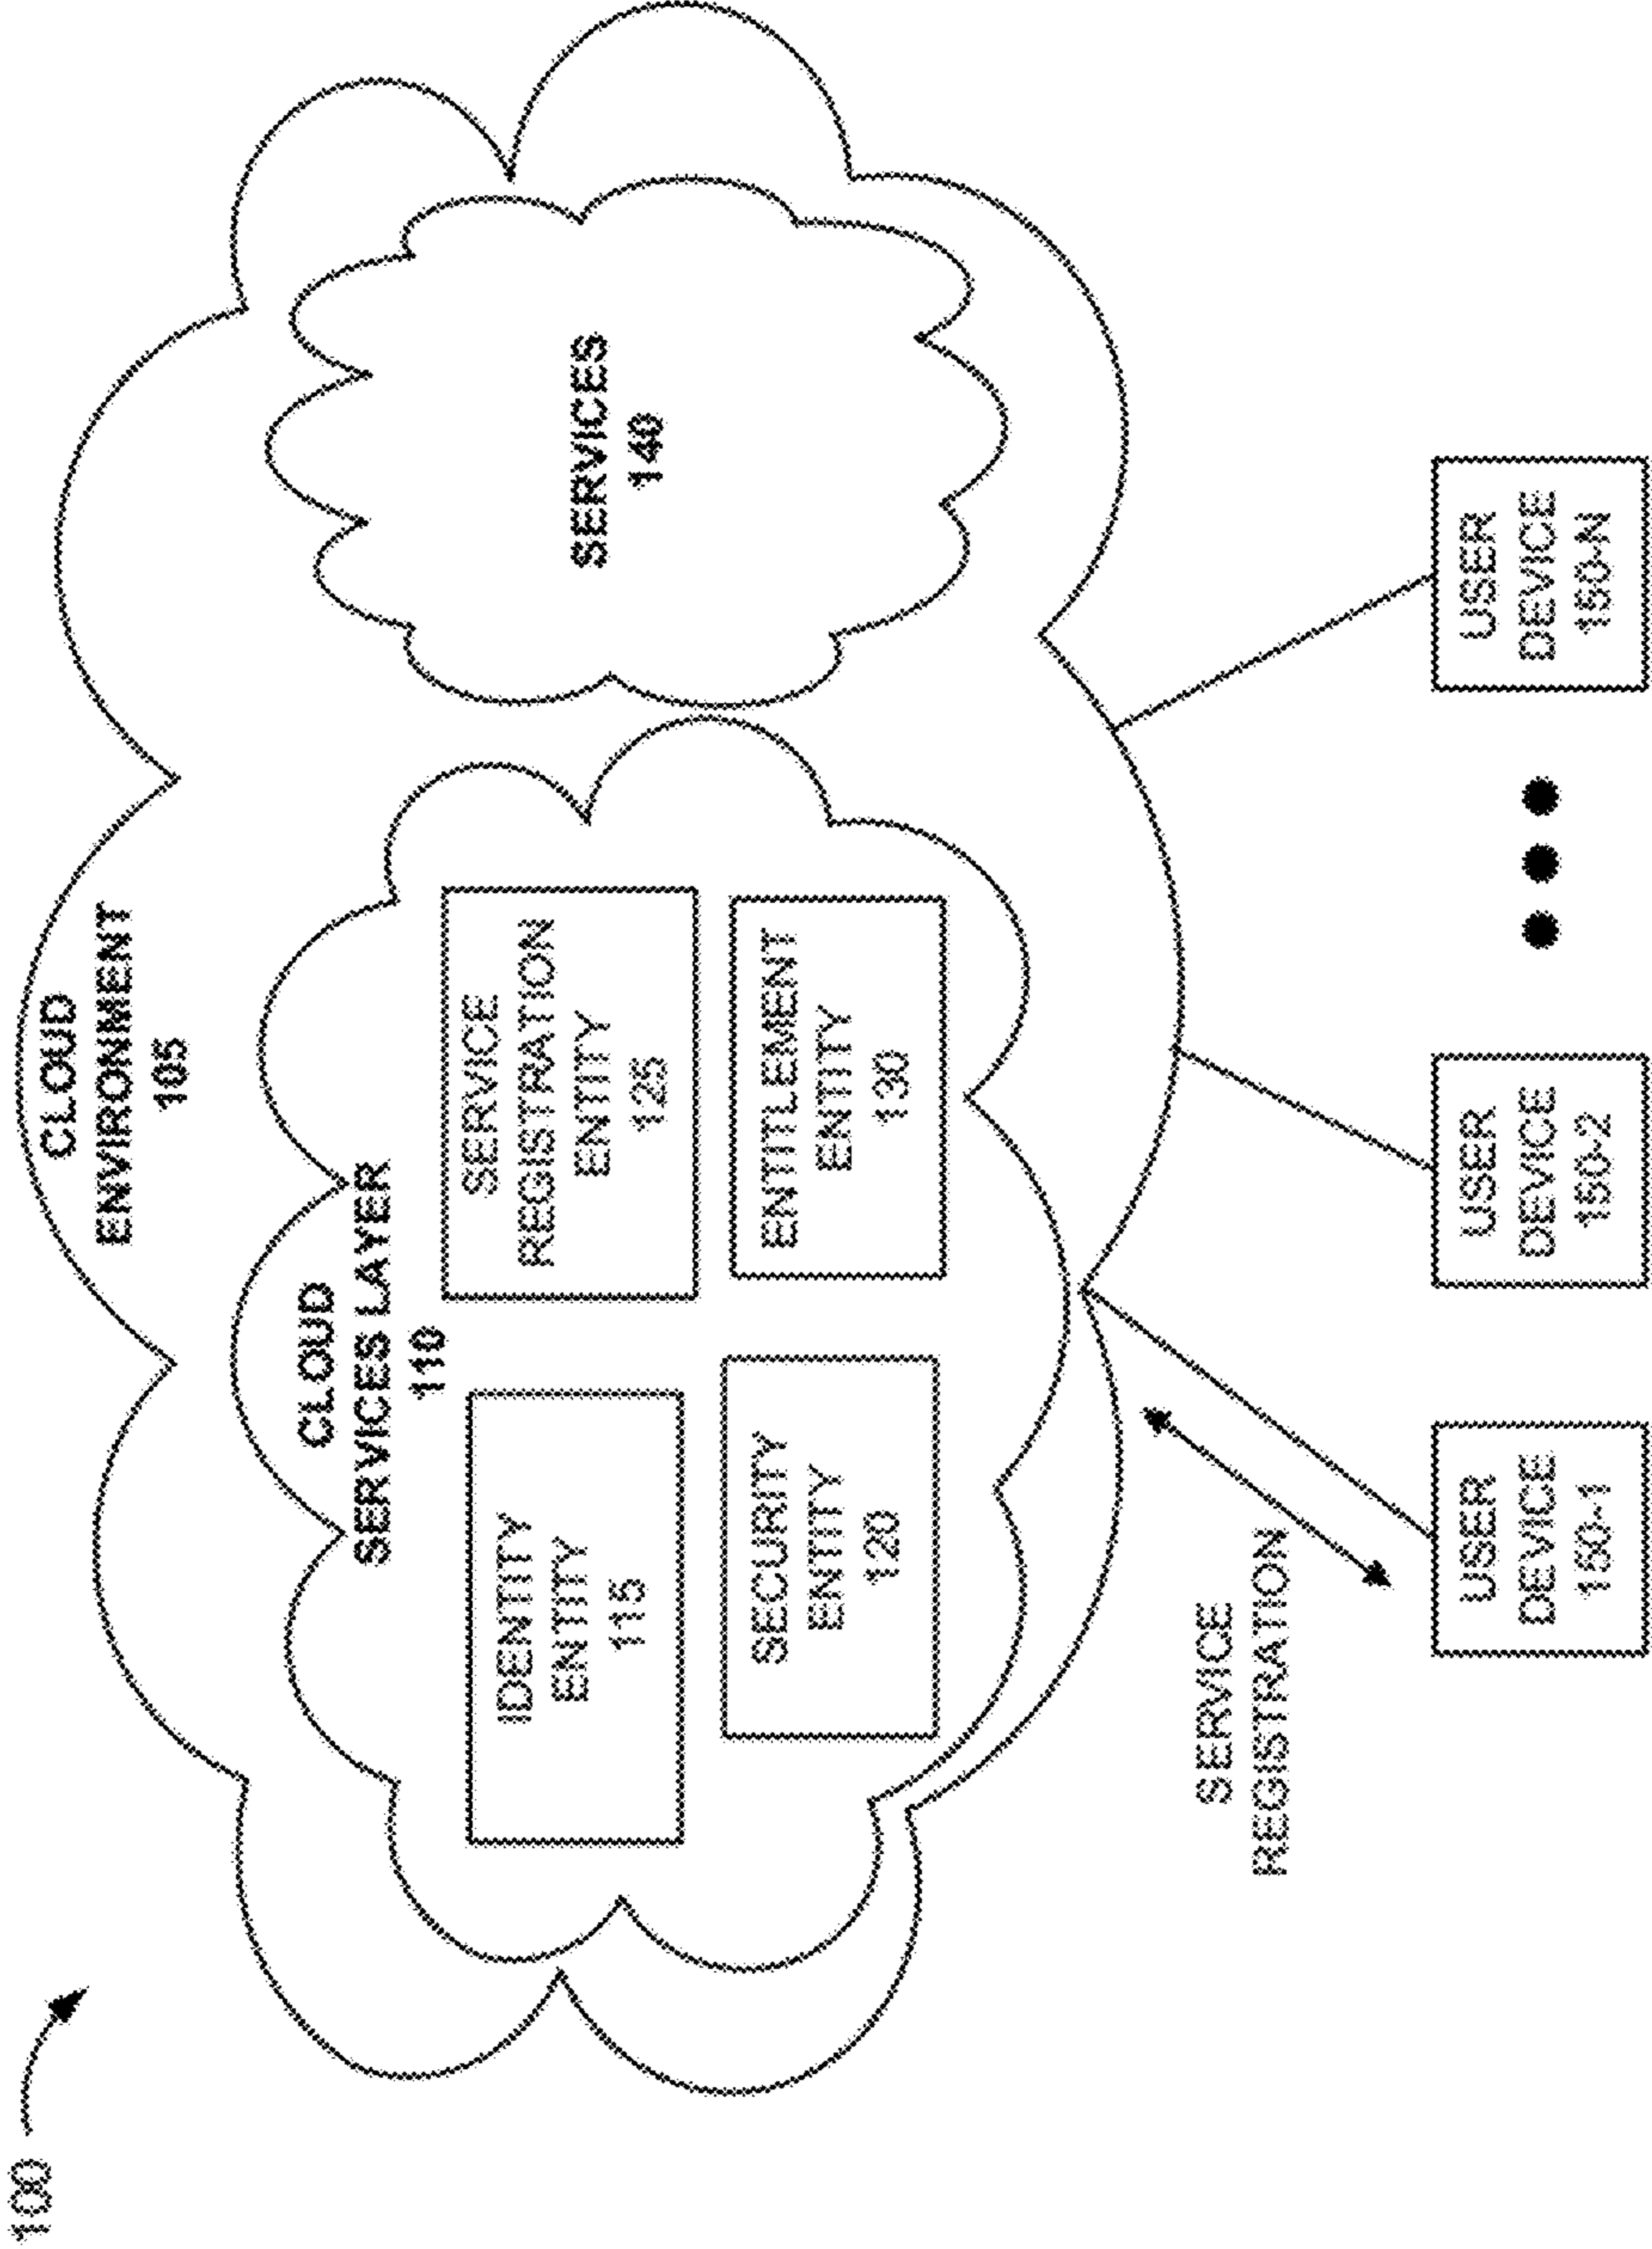 100
CLOUD
ENVIRONMENT
105
CLOUD
SERVICES LAYER
110
IDENTITY
ENTITY
115
SERVICE
REGISTRATION
ENTITY
125
SECURITY
ENTITY
120
ENTITLEMENT
ENTITY
130
SERVICES
140
SERVICE
REGISTRATION
USER
DEVICE
150-1
USER
DEVICE
150-2
USER
DEVICE
150-N